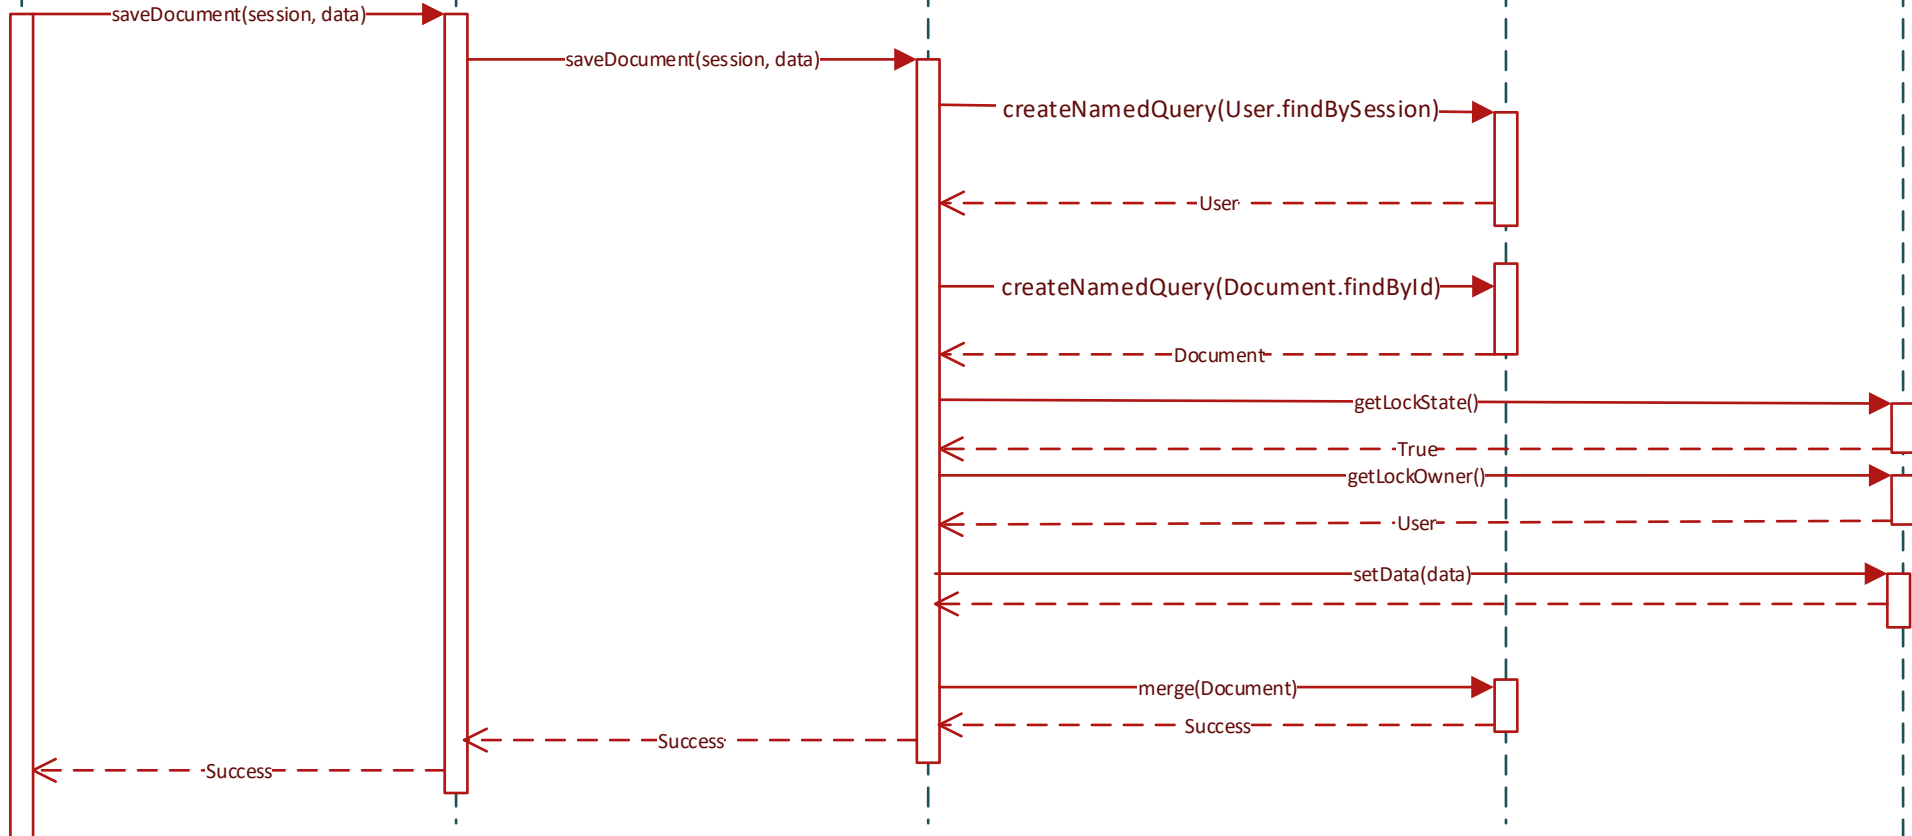 saveDocument(session, data)
saveDocument(session, data)
createNamedQuery(User.findBySession)
User
createNamedQuery(Document.findById)
Document
getLockState()
True
getLockOwner()
User
setData(data)
merge(Document)
Success
Success
Success